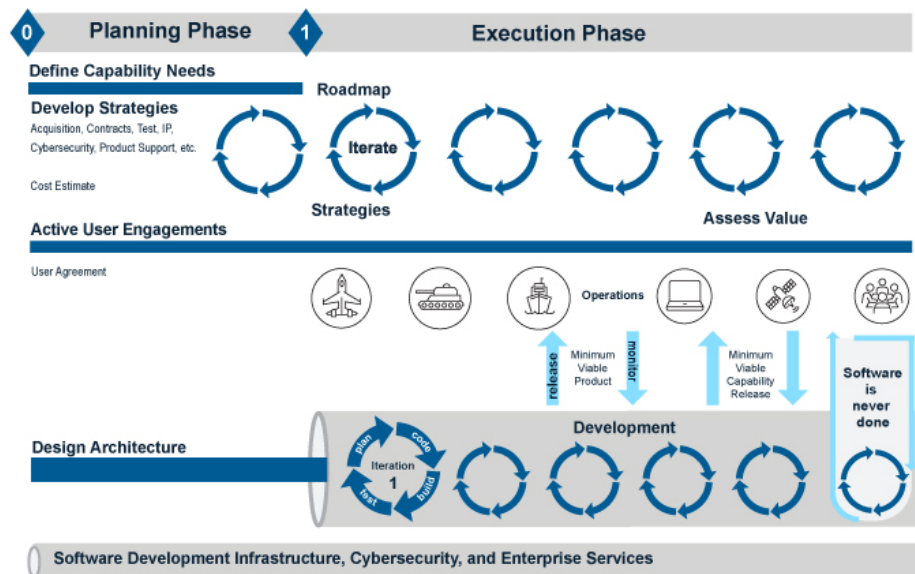 0
Planning Phase
1
Execution Phase
Define Capability Needs
Roadmap
Develop Strategies
Acquisition, Contracts, Test, IP,
Cybersecurity, Product Support, etc.
Iterate
Cost Estimate
Strategies
Assess Value
Active User Engagements
User Agreement
Operations
release
Minimum
Viable
Product
monitor
Minimum
Viable
Capability
Release
Software
is
never
done
Design Architecture
Development
plan
code
Iteration
1
test
build
Software Development Infrastructure, Cybersecurity, and Enterprise Services